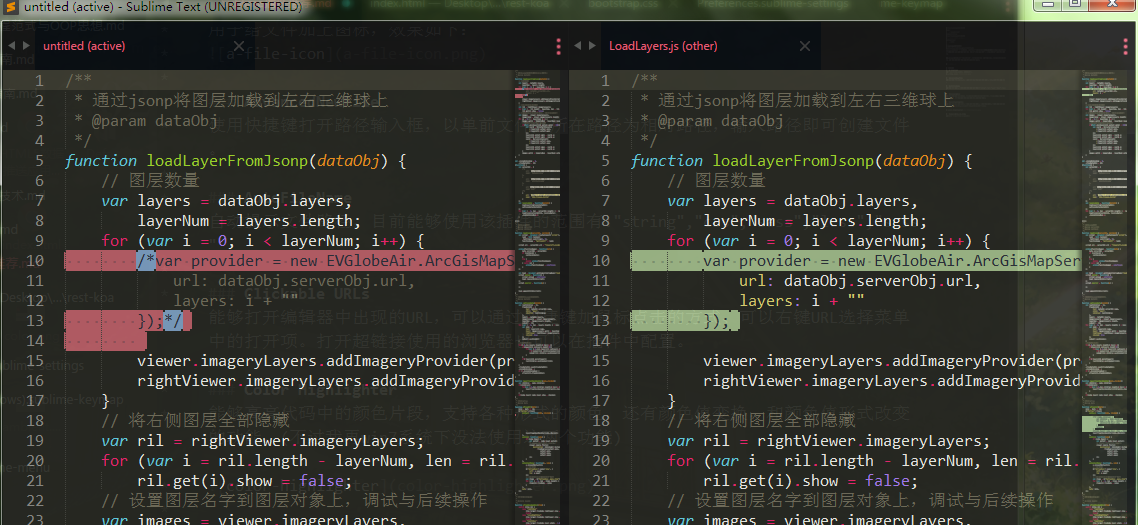 untitled (active) - Sublime Text (UNREGISTERED)
untitled (active)
1 /**
2 * 通过jsonp将图层加载到左右三维球上
3 * @param dataObj
4 */
5 function loadLayerFromJsonp(dataObj) {
6 // 图层数量
7 var layers = dataObj.layers,
8 layerNum = layers.length;
9 for (var i = 0; i < layerNum; i++) {
10 /*var provider = new EVGlobeAir.ArcGisMapS
11 url: dataObj.serverObj.url,
12 layers: i + ""
13 });*/
14
15 viewer.imageryLayers.addImageryProvider(pr
16 rightViewer.imageryLayers.addImageryProvid
17 }
18 // 将右侧图层全部隐藏
19 var ril = rightViewer.imageryLayers;
20 for (var i = ril.length - layerNum, len = ril.
21 ril.get(i).show = false;
22 // 设置图层名字到图层对象上，调试与后续操作
23 var images = viewer.imageryLayers,
LoadLayers.js (other)
1 /**
2 * 通过jsonp将图层加载到左右三维球上
3 * @param dataObj
4 */
5 function loadLayerFromJsonp(dataObj) {
6 // 图层数量
7 var layers = dataObj.layers,
8 layerNum = layers.length;
9 for (var i = 0; i < layerNum; i++) {
10 var provider = new EVGlobeAir.ArcGisMapSer
11 url: dataObj.serverObj.url,
12 layers: i + ""
13 });
14
15 viewer.imageryLayers.addImageryProvider(pr
16 rightViewer.imageryLayers.addImageryProvid
17 }
18 // 将右侧图层全部隐藏
19 var ril = rightViewer.imageryLayers;
20 for (var i = ril.length - layerNum, len = ril.
21 ril.get(i).show = false;
22 // 设置图层名字到图层对象上，调试与后续操作
23 var images = viewer.imageryLayers,